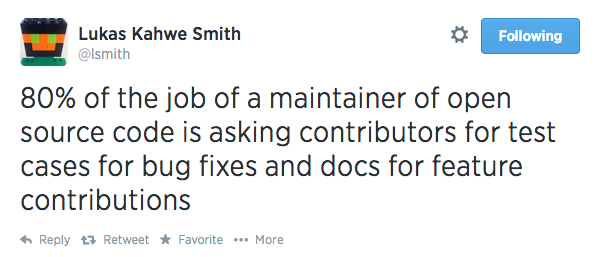 Lukas Kahwe Smith
@lsmith
Following
80% of the job of a maintainer of open
source code is asking contributors for test
cases for bug fixes and docs for feature
contributions
Reply Retweet Favorite More